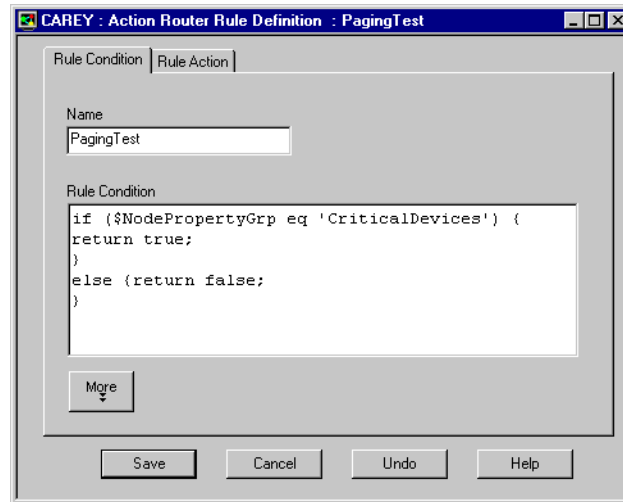 CAREY : Action Router Rule Definition : PagingTest
Rule Condition Rule Action
Name
PagingTest
Rule Condition
if ($NodePropertyGrp eq 'CriticalDevices') {
return true;
}
else {return false;
}
More
Save Cancel Undo Help